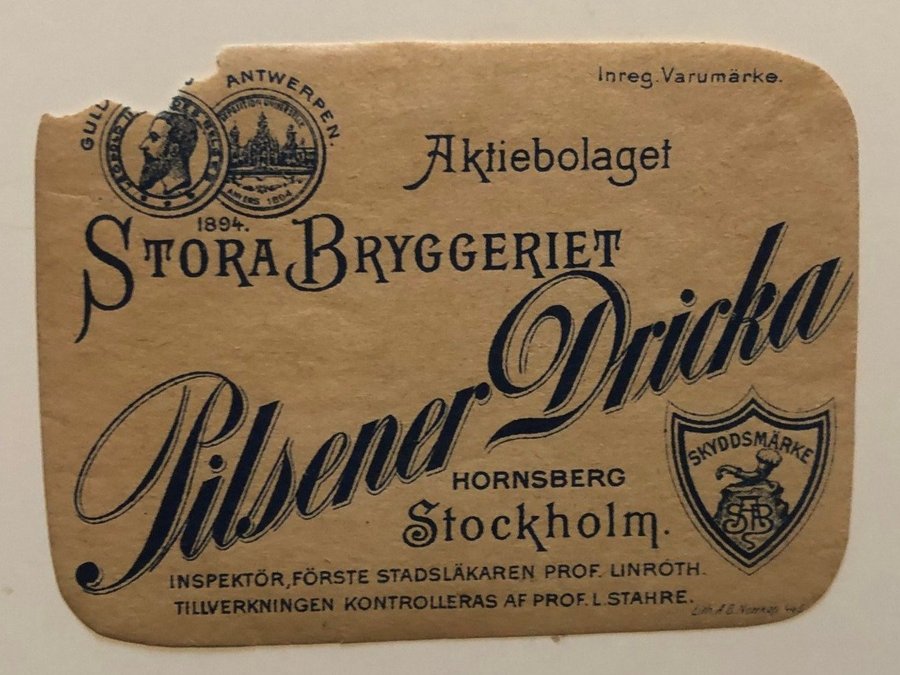 Inreg. Varumärke.
ANTWERPEN.
1894.
Aktiebolaget
STORA BRYGGERIET
Pilsener Dricka
HORNSBERG
Stockholm.
SKYDDSMÄRKE
INSPEKTÖR, FÖRSTE STADSLÄKAREN PROF. LINROTH.
TILLVERKNINGEN KONTROLLERAS AF PROF. L. STAHRE.